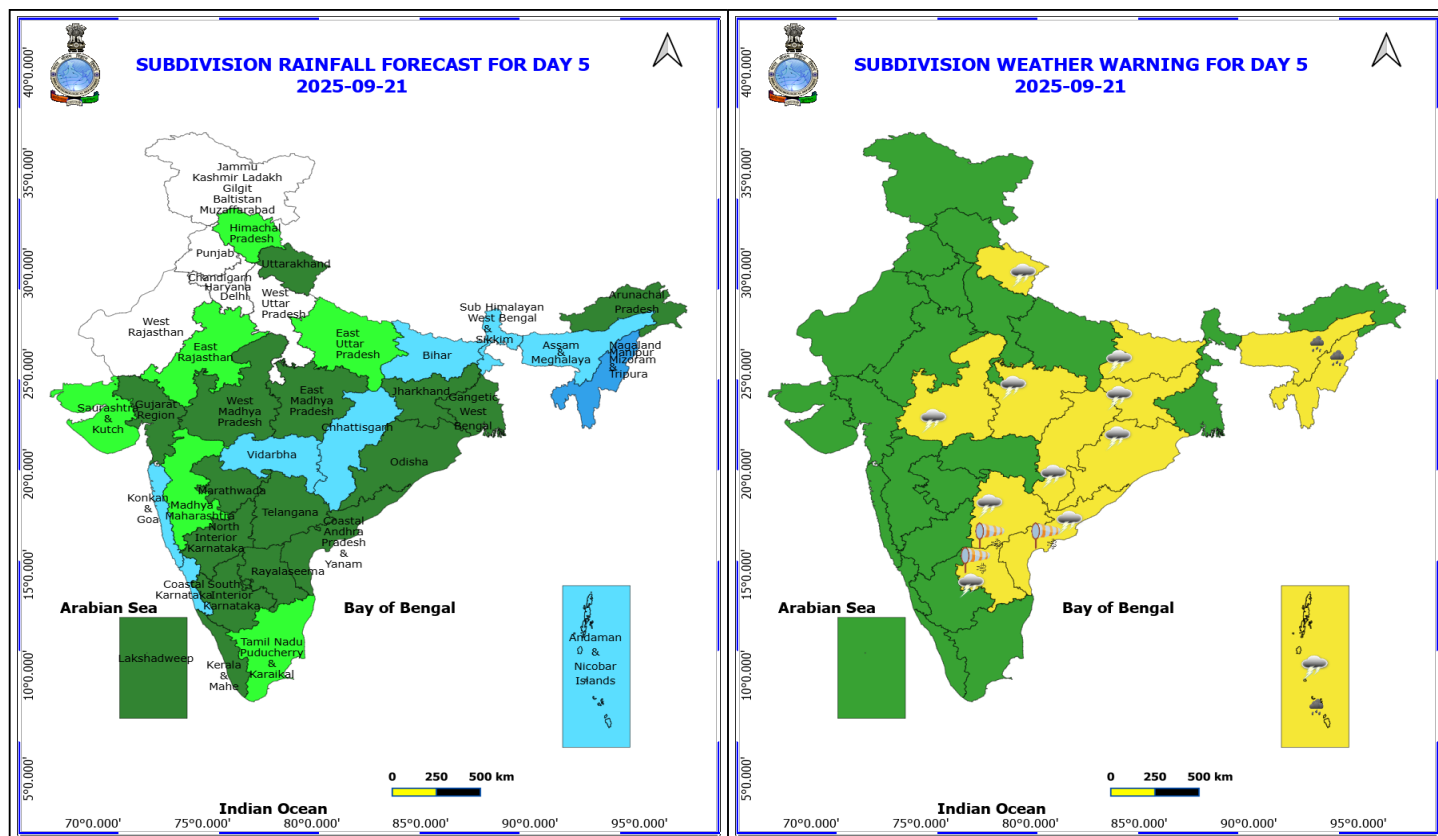 SUBDIVISION RAINFALL FORECAST FOR DAY 5
2025-09-21
40°0.000'
35°0.000'
30°0.000'
25°0.000'
20°0.000'
15°0.000'
10°0.000'
5°0.000'
Jammu
Kashmir Ladakh
Gilgit
Baltistan
Muzaffarabad
Himachal
Pradesh
Punjab
Uttarakhand
Chandigarh
Haryana
Delhi
West
Uttar
Pradesh
West
Rajasthan
East
Rajasthan
East
Uttar
Pradesh
Bihar
Sub Himalayan
West Bengal
&
Sikkim
Arunachal
Pradesh
Assam
&
Meghalaya
Nagaland
Manipur
Mizoram
&
Tripura
Saurashtra
&
Kutch
Gujarat
Region
West
Madhya
Pradesh
East
Madhya
Pradesh
Jharkhand
Gangetic
West
Bengal
Chhattisgarh
Vidarbha
Odisha
Konkan
&
Goa
Madhya
Maharashtra
Marathwada
Telangana
North
Interior
Karnataka
Coastal
Andhra
Pradesh
&
Yanam
Rayalaseema
Coastal
Karnataka
South
Interior
Karnataka
Tamil Nadu
Puducherry
&
Karaikal
Kerala
&
Mahe
Lakshadweep
Andaman
&
Nicobar
Islands
Arabian Sea
Bay of Bengal
Indian Ocean
0 250 500 km
70°0.000' 75°0.000' 80°0.000' 85°0.000' 90°0.000' 95°0.000'
SUBDIVISION WEATHER WARNING FOR DAY 5
2025-09-21
40°0.000'
35°0.000'
30°0.000'
25°0.000'
20°0.000'
15°0.000'
10°0.000'
5°0.000'
Arabian Sea
Bay of Bengal
Indian Ocean
0 250 500 km
70°0.000' 75°0.000' 80°0.000' 85°0.000' 90°0.000' 95°0.000'